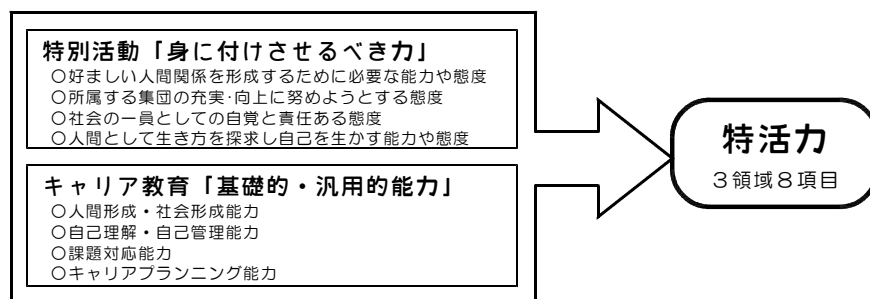 特別活動「身に付けさせるべき力」
○好ましい人間関係を形成するために必要な能力や態度
○所属する集団の充実・向上に努めようとする態度
○社会の一員としての自覚と責任ある態度
○人間として生き方を探求し自己を生かす能力や態度
キャリア教育「基礎的・汎用的能力」
○人間形成・社会形成能力
○自己理解・自己管理能力
○課題対応能力
○キャリアプランニング能力
特活力
３領域８項目